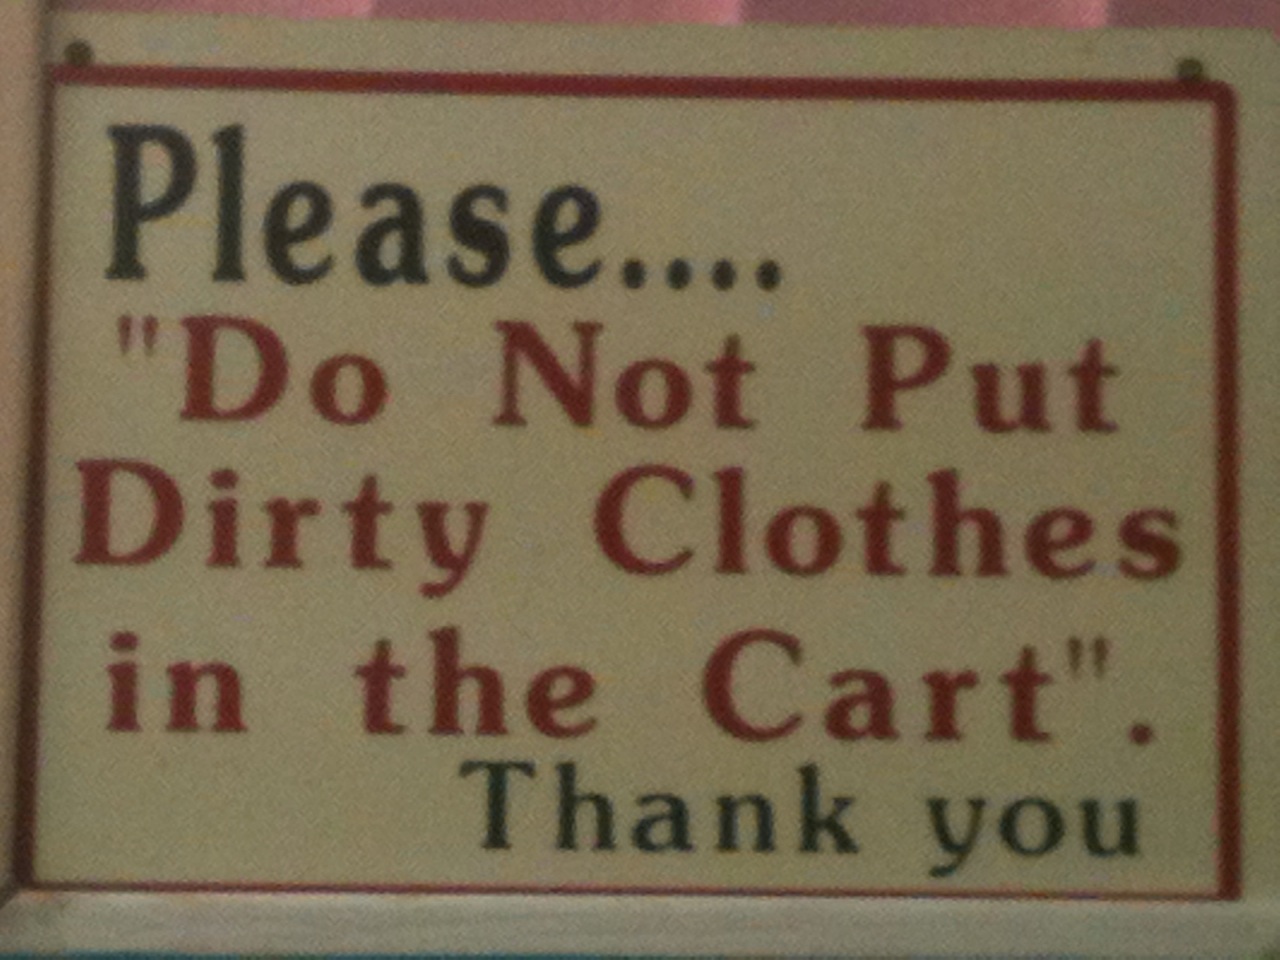 Please....
"Do Not Put
Dirty Clothes
in the Cart".
Thank you